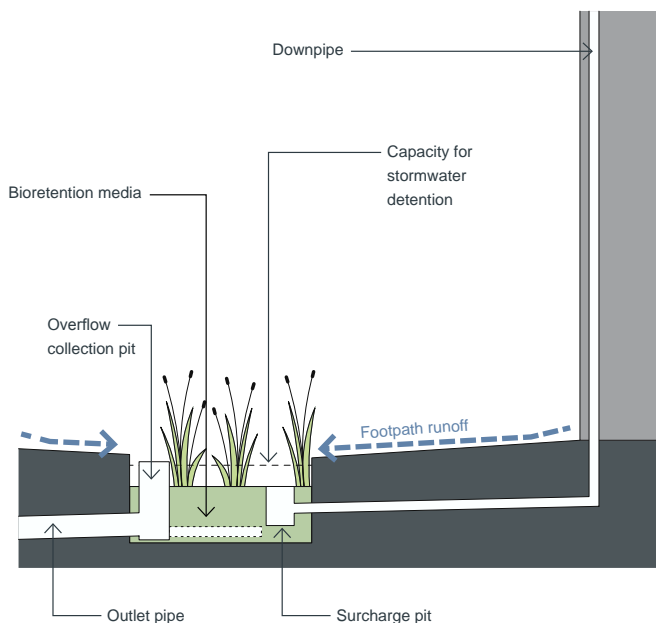 Downpipe
Capacity for
stormwater
detention
Bioretention media
Overflow
collection pit
Footpath runoff
Outlet pipe
Surcharge pit